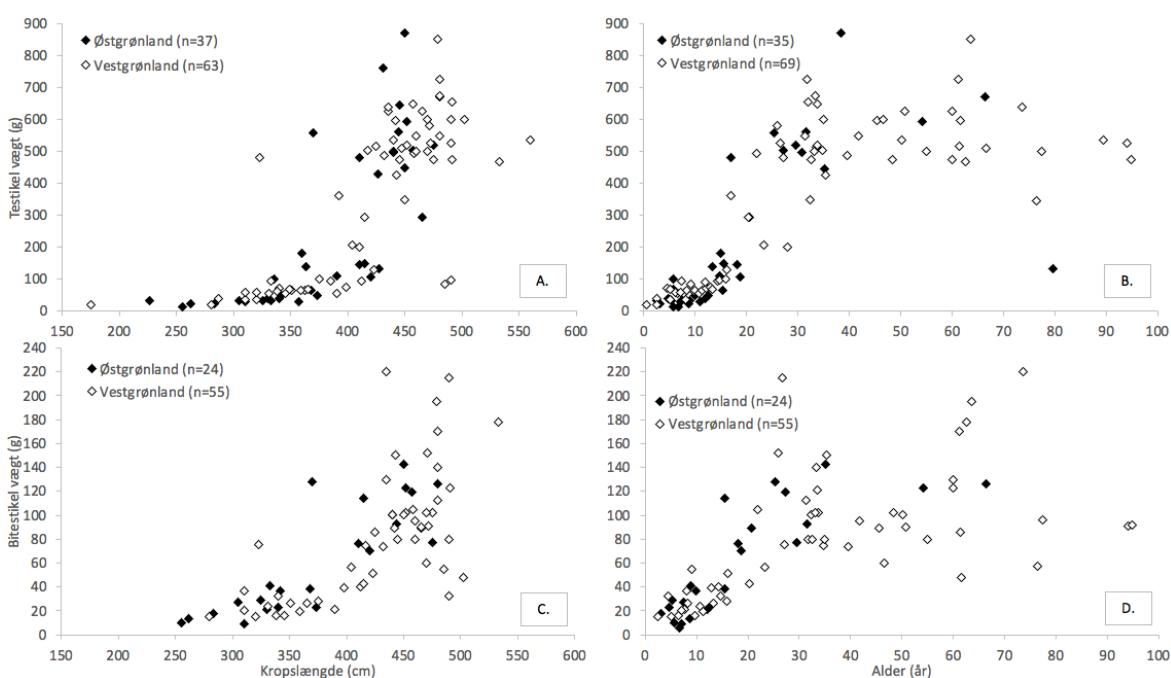 900
800
700
600
500
400
300
200
100
0
Testikel vægt (g)
Østgrønland (n=37)
Vestgrønland (n=63)
A.
150 200 250 300 350 400 450 500 550 600
900
800
700
600
500
400
300
200
100
0
Østgrønland (n=35)
Vestgrønland (n=69)
B.
0 10 20 30 40 50 60 70 80 90 100
240
220
200
180
160
140
120
100
80
60
40
20
0
Bitestikel vægt (g)
Østgrønland (n=24)
Vestgrønland (n=55)
C.
150 200 250 300 350 400 450 500 550 600
Kropslængde (cm)
240
220
200
180
160
140
120
100
80
60
40
20
0
Østgrønland (n=24)
Vestgrønland (n=55)
D.
0 10 20 30 40 50 60 70 80 90 100
Alder (år)